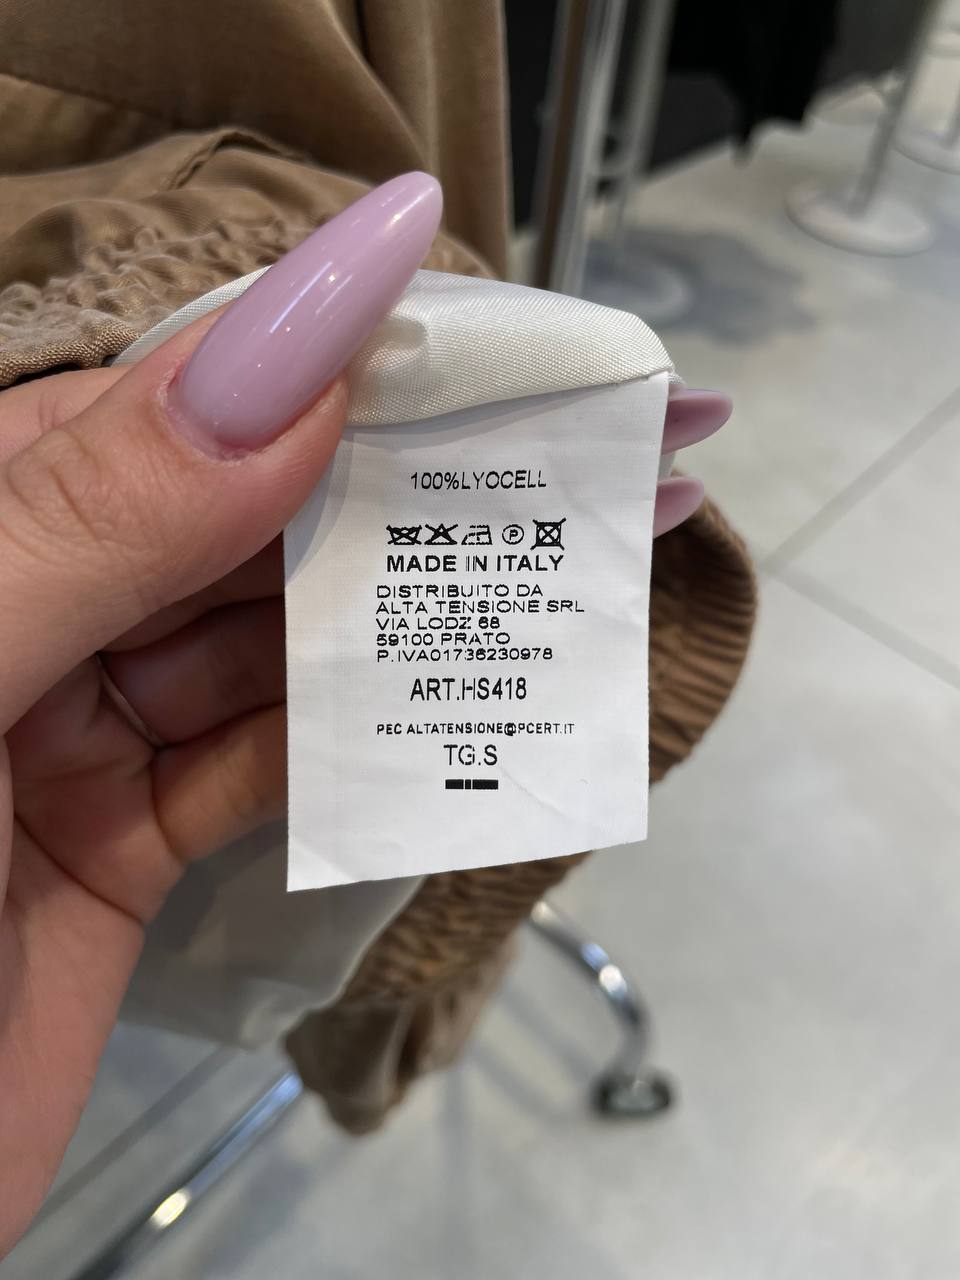 100%LYOCELL
MADE IN ITALY
DISTRIBUITO DA
ALTA TENSIONE SRL
VIA LODZ 68
59100 PRATO
P.IVA01736230978
ART.HS418
PEC ALTATENSIONE@PCERT.IT
TG.S